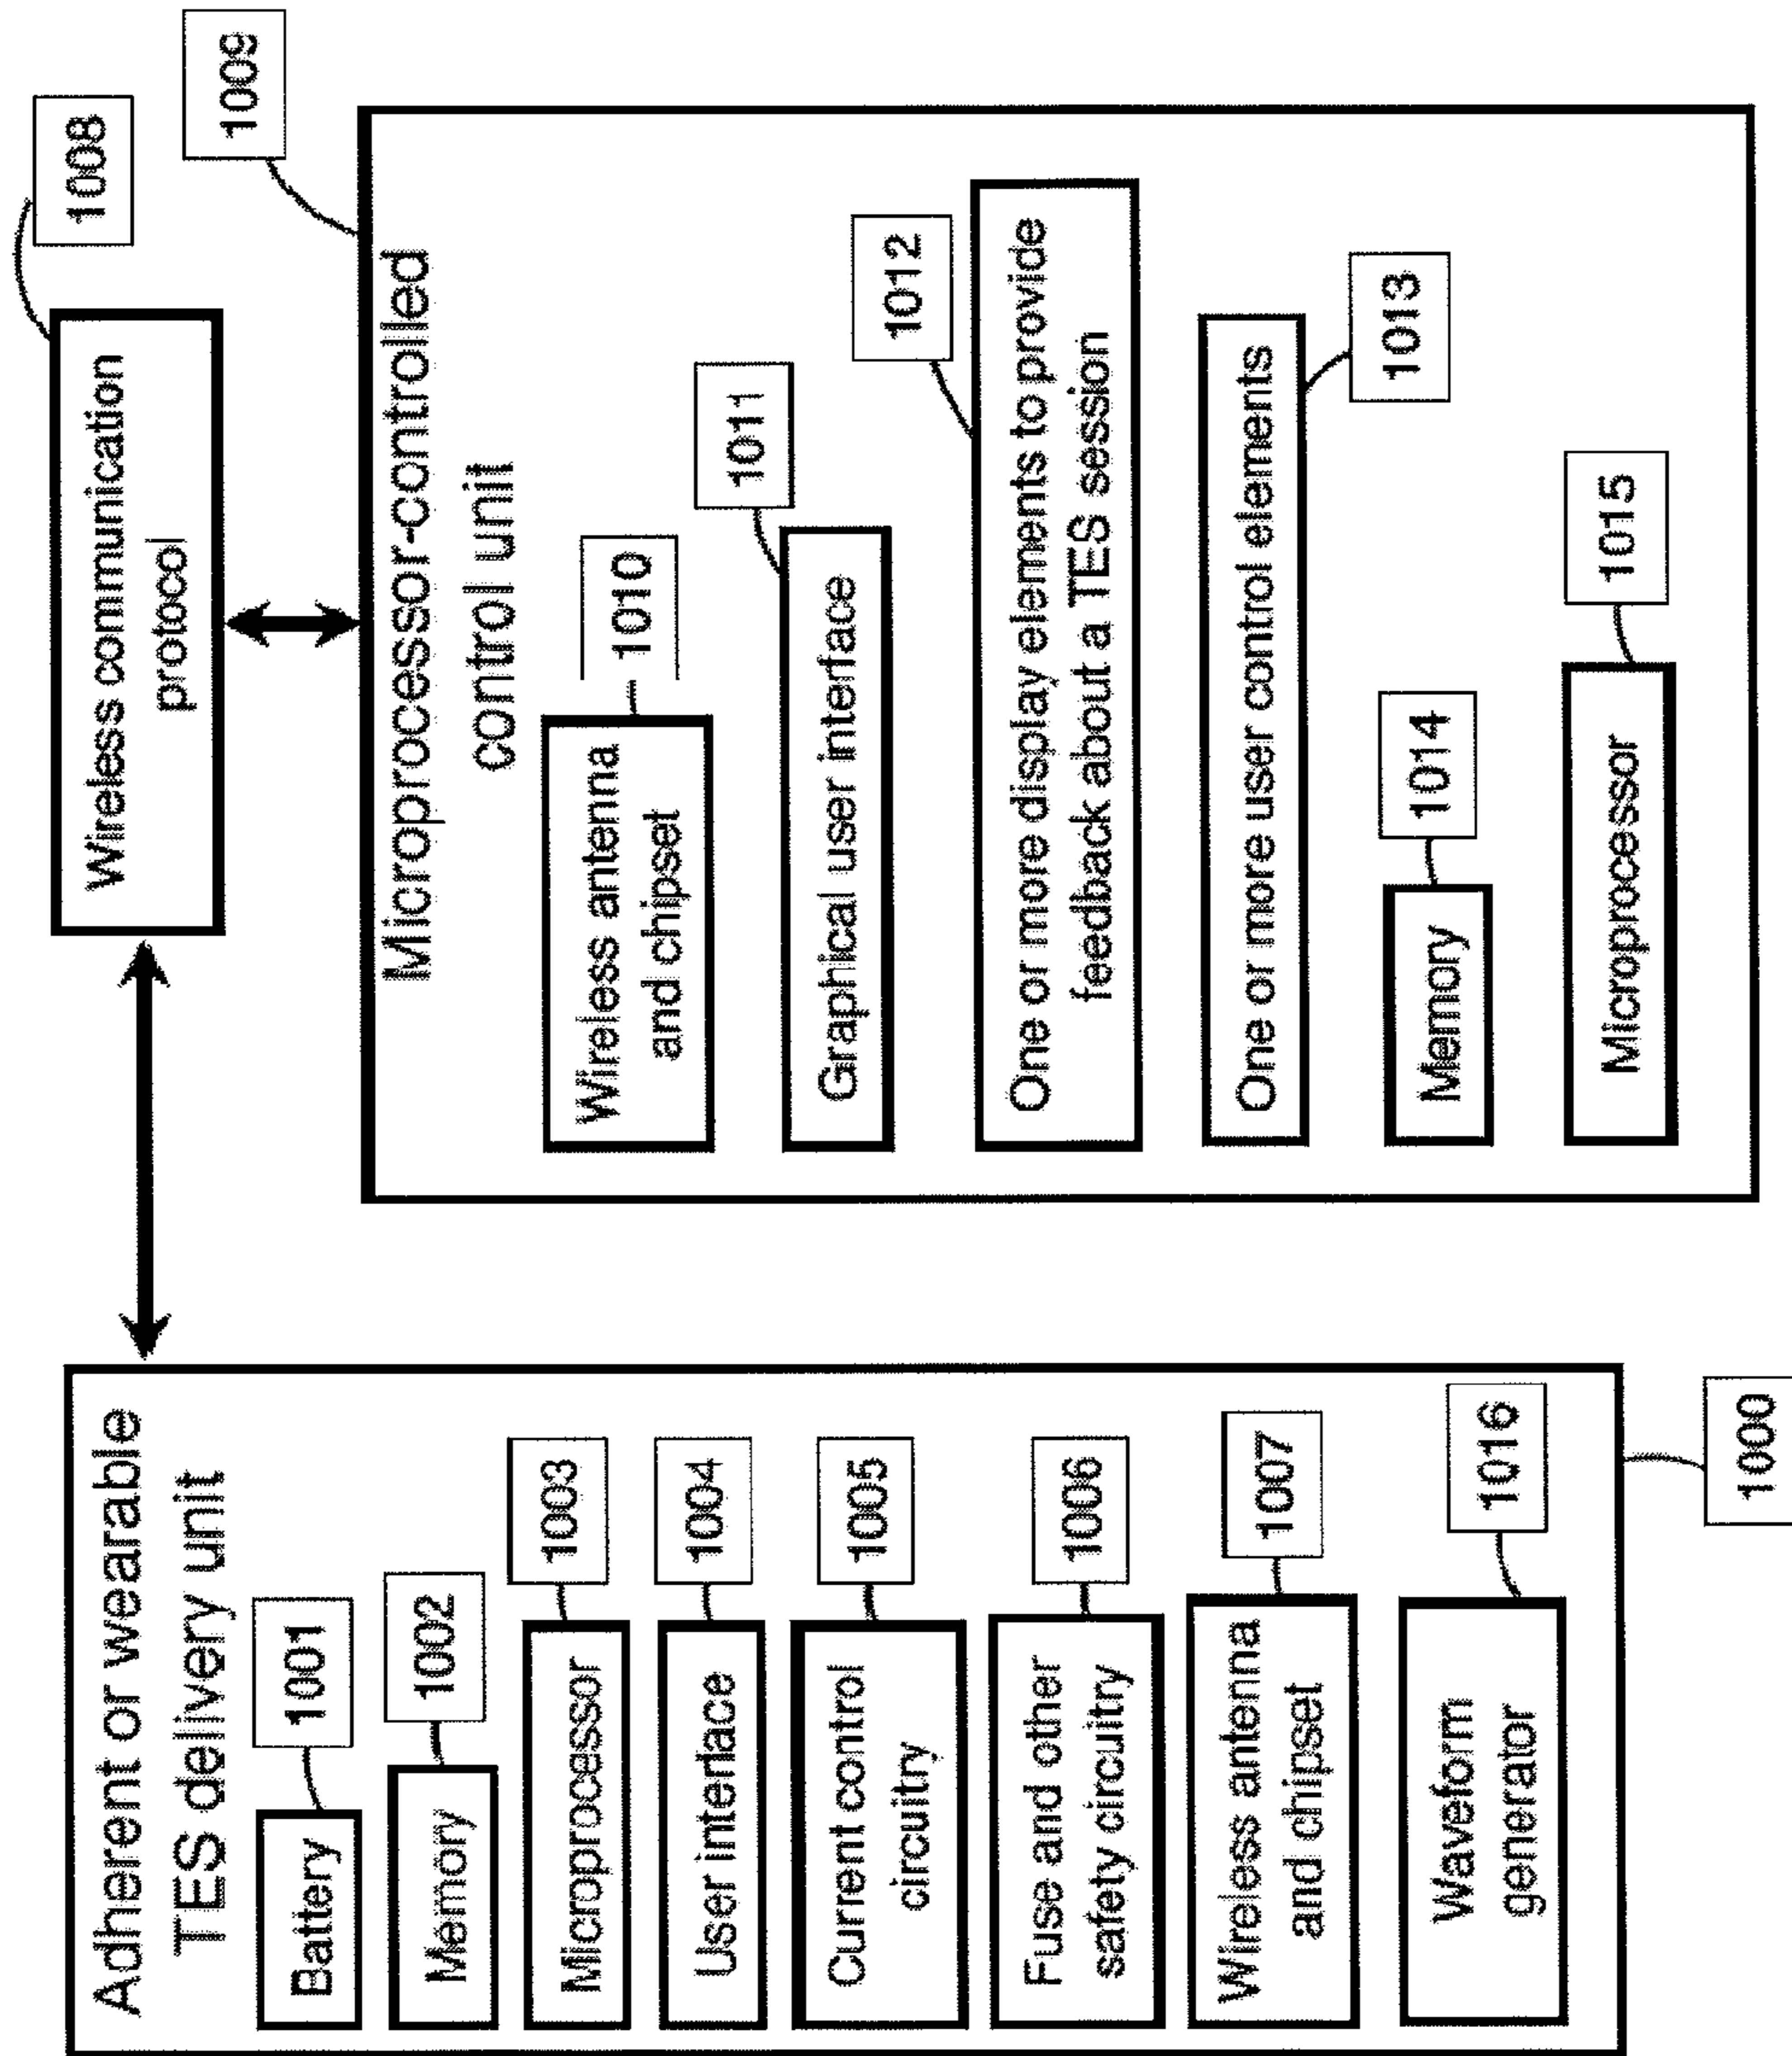 Adherent or wearable
TES delivery unit
1001
Battery
1002
Memory
1003
Microprocessor
1004
User interface
1005
Current control
circuitry
1006
Fuse and other
safety circuitry
1007
Wireless antenna
and chipset
1016
Waveform
generator
1000
1008
Wireless communication
protocol
1009
Microprocessor-controlled
control unit
1010
Wireless antenna
and chipset
1011
Graphical user interface
1012
One or more display elements to provide
feedback about a TES session
One or more user control elements
1013
1014
Memory
1015
Microprocessor